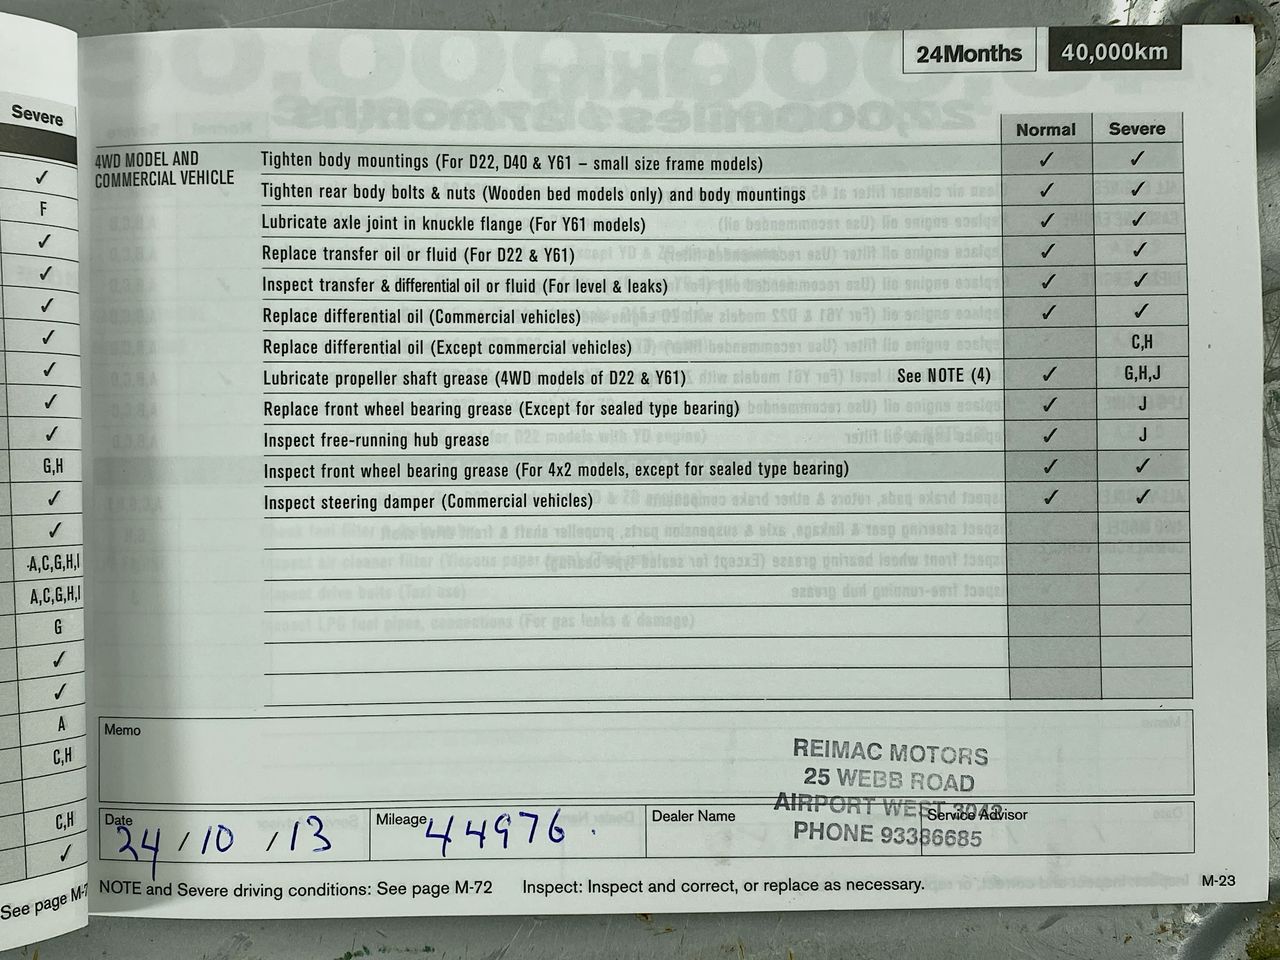 24Months 40,000km
Normal Severe
4WD MODEL AND
COMMERCIAL VEHICLE
Tighten body mountings (For D22, D40 & Y61 – small size frame models) ✓ ✓
Tighten rear body bolts & nuts (Wooden bed models only) and body mountings ✓ ✓
Lubricate axle joint in knuckle flange (For Y61 models) ✓ ✓
Replace transfer oil or fluid (For D22 & Y61) ✓ ✓
Inspect transfer & differential oil or fluid (For level & leaks) ✓ ✓
Replace differential oil (Commercial vehicles) ✓ ✓
Replace differential oil (Except commercial vehicles) C,H
Lubricate propeller shaft grease (4WD models of D22 & Y61) See NOTE (4) ✓ G,H,J
Replace front wheel bearing grease (Except for sealed type bearing) ✓ J
Inspect free-running hub grease ✓ J
Inspect front wheel bearing grease (For 4x2 models, except for sealed type bearing) ✓ ✓
Inspect steering damper (Commercial vehicles) ✓ ✓
Memo
REIMAC MOTORS
25 WEBB ROAD
AIRPORT WEST 3042
PHONE 93386685
Date 24/10/13
Mileage 44976.
Dealer Name
Service Advisor
NOTE and Severe driving conditions: See page M-72 Inspect: Inspect and correct, or replace as necessary.
M-23
Severe
✓
F
✓
✓
✓
✓
✓
✓
✓
G,H
✓
✓
A,C,G,H,I
A,C,G,H,I
G
✓
✓
A
C,H
C,H
✓
See page